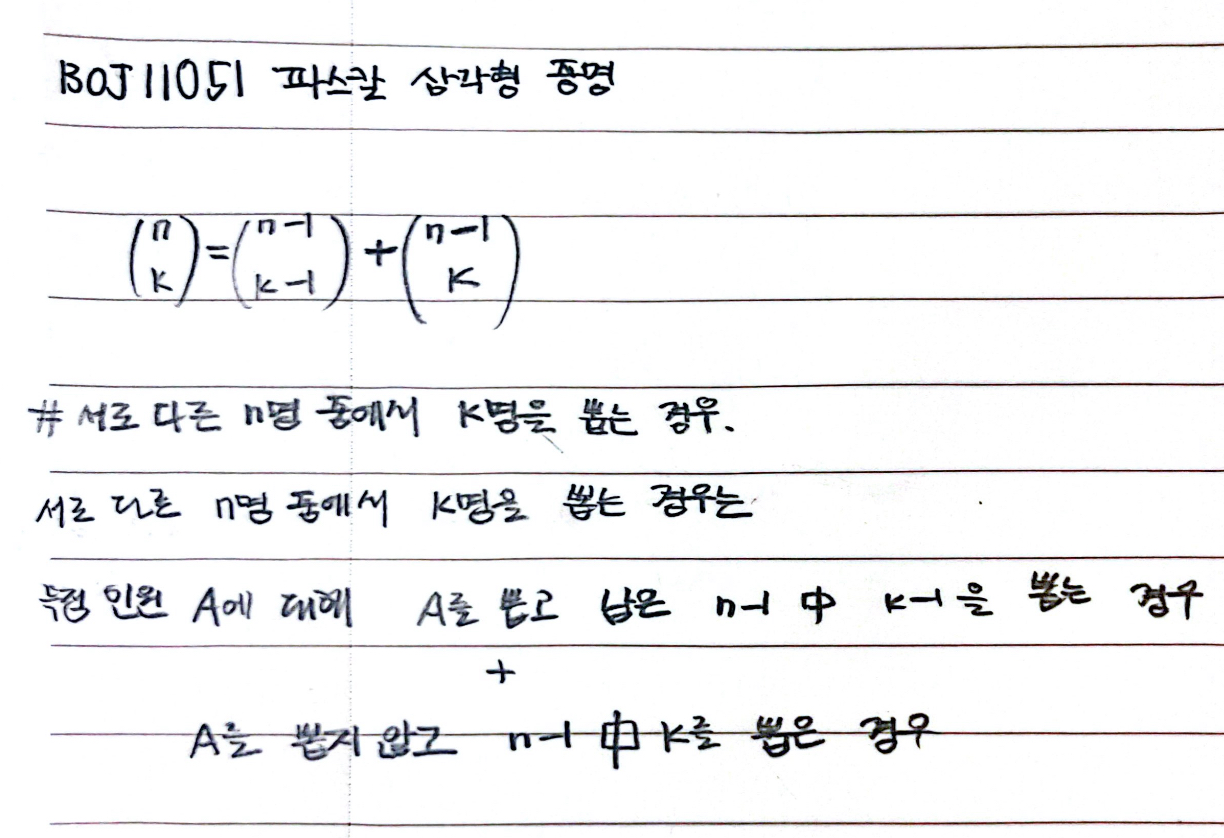 BOJ 11051 파스칼 삼각형 증명
(n k) = (n-1 k-1) + (n-1 k)
# 서로 다른 n명 중에서 k명을 뽑는 경우.
서로 다른 n명 중에서 k명을 뽑는 경우는
특정 인원 A에 대해 A를 뽑고 남은 n-1 中 k-1을 뽑는 경우
+
A를 뽑지 않고 n-1 中 k를 뽑은 경우